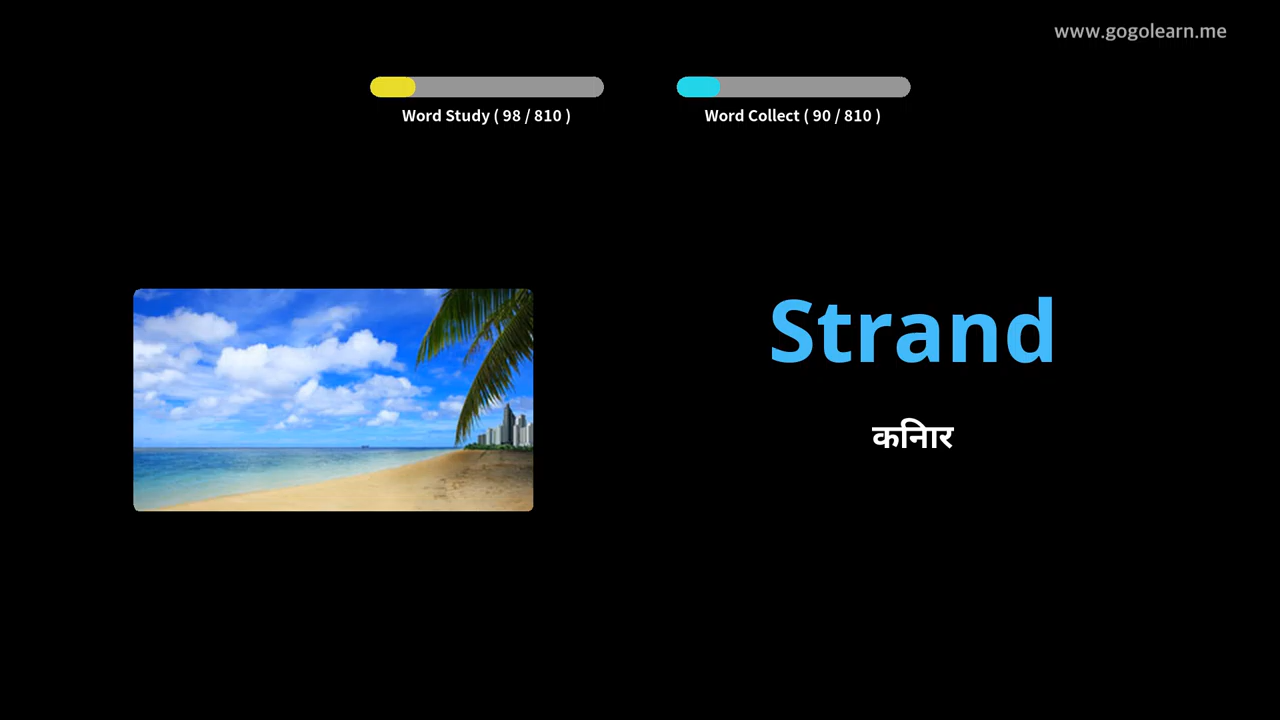 www.gogolearn.me
Word Study ( 98 / 810 )
Word Collect ( 90 / 810 )
Strand
कनिार